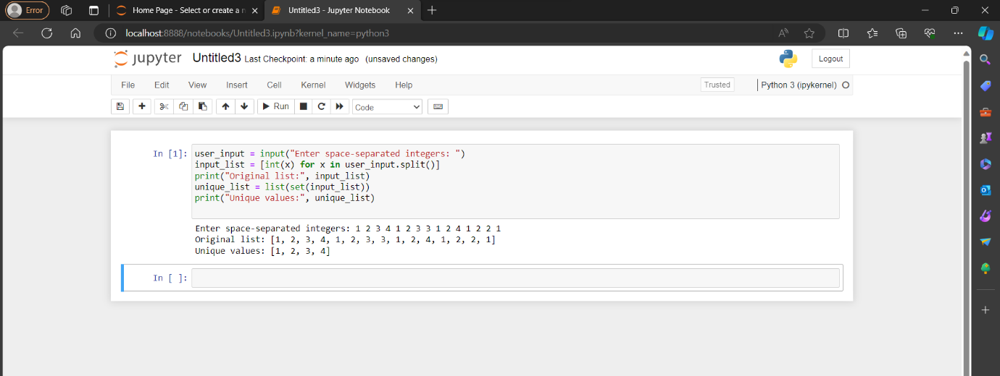 Error
Home Page - Select or create a n
Untitled3 - Jupyter Notebook
localhost:8888/notebooks/Untitled3.ipynb?kernel_name=python3
jupyter Untitled3 Last Checkpoint: a minute ago (unsaved changes)
Logout
File Edit View Insert Cell Kernel Widgets Help
Trusted
Python 3 (ipykernel)
Run
Code
In [1]: user_input = input("Enter space-separated integers: ")
input_list = [int(x) for x in user_input.split()]
print("Original list:", input_list)
unique_list = list(set(input_list))
print("Unique values:", unique_list)
Enter space-separated integers: 1 2 3 4 1 2 3 3 1 2 4 1 2 2 1
Original list: [1, 2, 3, 4, 1, 2, 3, 3, 1, 2, 4, 1, 2, 2, 1]
Unique values: [1, 2, 3, 4]
In [ ]: